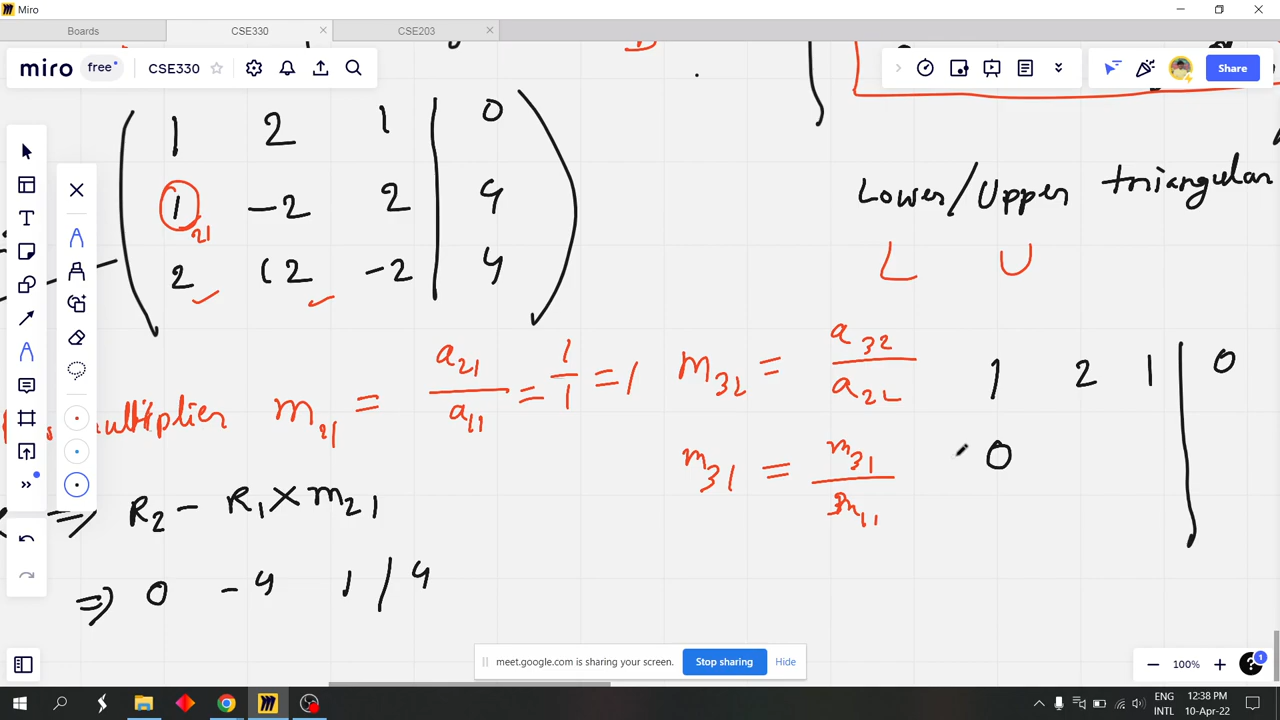 Miro
Boards
CSE330
CSE203
miro free
CSE330
Share
1 2 1 | 0
1 -2 2 | 4
21
2 12 -2 | 4
Lower/Upper triangular
L U
multiplier m21 = a21/a11 = 1/1 = 1
m32 = a32/a22
m31 = m31/m11
1 2 1 | 0
0
⇒ R2 - R1 × m21
⇒ 0 -4 1 | 4
meet.google.com is sharing your screen.
Stop sharing
Hide
100%
1
ENG
INTL
12:38 PM
10-Apr-22